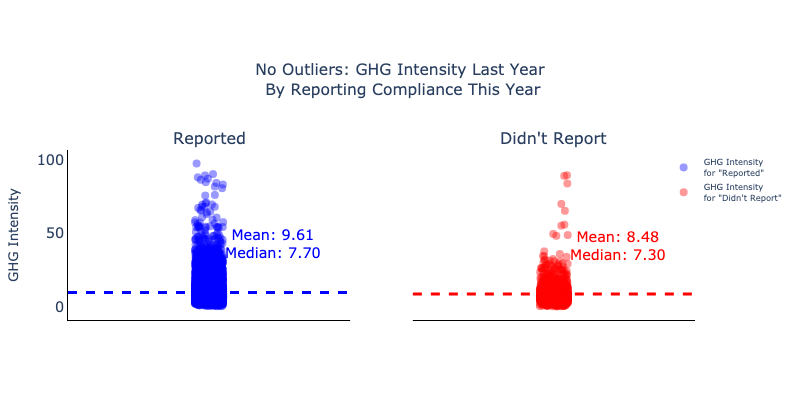 No Outliers: GHG Intensity Last Year
By Reporting Compliance This Year
Reported
Didn't Report
GHG Intensity
for "Reported"
GHG Intensity
for "Didn't Report"
GHG Intensity
100
50
0
Mean: 9.61
Median: 7.70
Mean: 8.48
Median: 7.30